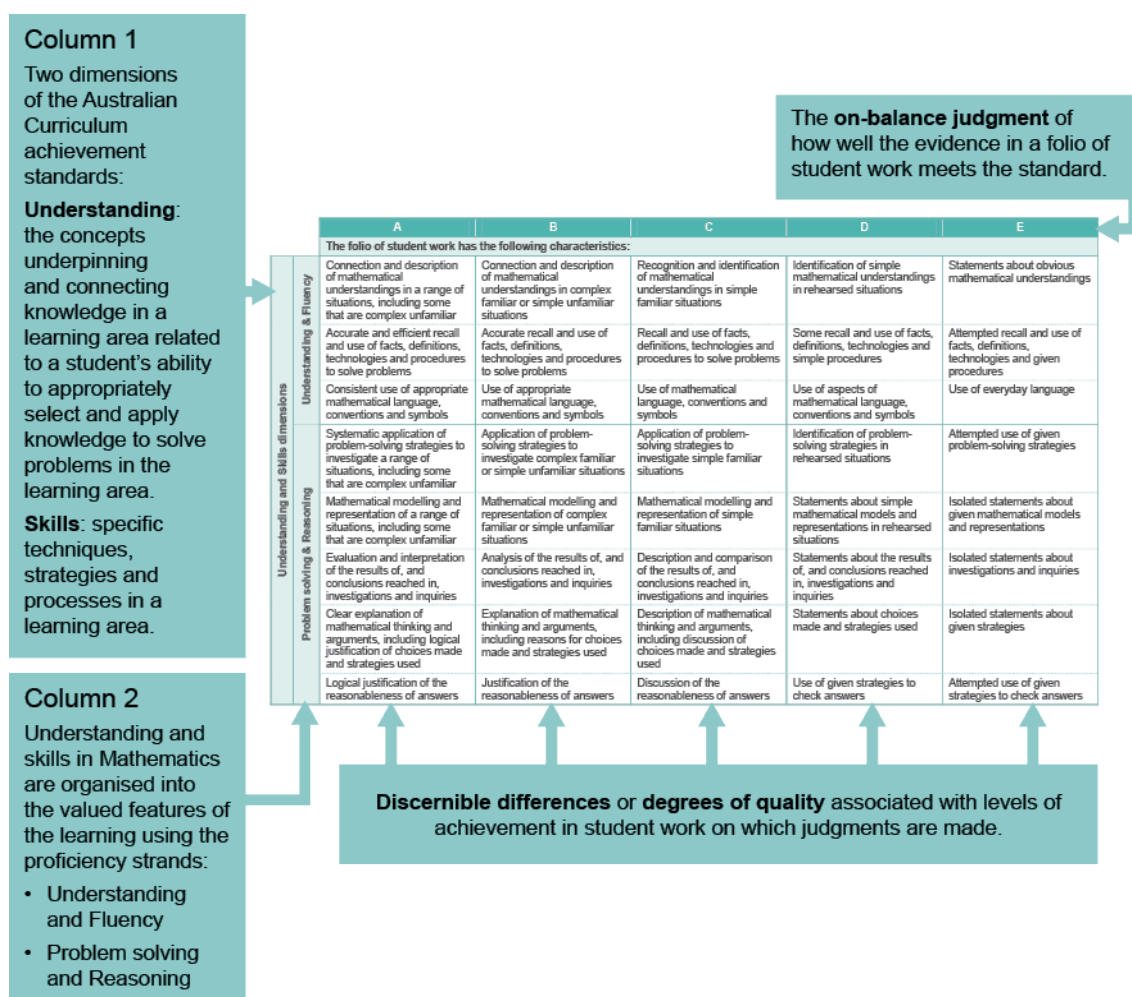 Column 1
Two dimensions
of the Australian
Curriculum
achievement
standards:
Understanding:
the concepts
underpinning
and connecting
knowledge in a
learning area related
to a student's ability
to appropriately
select and apply
knowledge to solve
problems in the
learning area.
Skills: specific
techniques,
strategies and
processes in a
learning area.
Column 2
Understanding and
skills in Mathematics
are organised into
the valued features of
the learning using the
proficiency strands:
• Understanding
and Fluency
• Problem solving
and Reasoning
The on-balance judgment of
how well the evidence in a folio of
student work meets the standard.
A
B
C
D
E
The folio of student work has the following characteristics:
Understanding and Skills dimensions
Understanding & Fluency
Connection and description
of mathematical
understandings in a range of
situations, including some
that are complex unfamiliar
Connection and description
of mathematical
understandings in complex
familiar or simple unfamiliar
situations
Recognition and identification
of mathematical
understandings in simple
familiar situations
Identification of simple
mathematical understandings
in rehearsed situations
Statements about obvious
mathematical understandings
Accurate and efficient recall
and use of facts, definitions,
technologies and procedures
to solve problems
Accurate recall and use of
facts, definitions,
technologies and procedures
to solve problems
Recall and use of facts,
definitions, technologies and
procedures to solve problems
Some recall and use of facts,
definitions, technologies and
simple procedures
Attempted recall and use of
facts, definitions,
technologies and given
procedures
Consistent use of appropriate
mathematical language,
conventions and symbols
Use of appropriate
mathematical language,
conventions and symbols
Use of mathematical
language, conventions and
symbols
Use of aspects of
mathematical language,
conventions and symbols
Use of everyday language
Problem solving & Reasoning
Systematic application of
problem-solving strategies to
investigate a range of
situations, including some
that are complex unfamiliar
Application of problem-
solving strategies to
investigate complex familiar
or simple unfamiliar situations
Application of problem-
solving strategies to
investigate simple familiar
situations
Identification of problem-
solving strategies in
rehearsed situations
Attempted use of given
problem-solving strategies
Mathematical modelling and
representation of a range of
situations, including some
that are complex unfamiliar
Mathematical modelling and
representation of complex
familiar or simple unfamiliar
situations
Mathematical modelling and
representation of simple
familiar situations
Statements about simple
mathematical models and
representations in rehearsed
situations
Isolated statements about
given mathematical models
and representations
Evaluation and interpretation
of the results of, and
conclusions reached in,
investigations and inquiries
Analysis of the results of, and
conclusions reached in,
investigations and inquiries
Description and comparison
of the results of, and
conclusions reached in,
investigations and inquiries
Statements about the results
of, and conclusions reached
in, investigations and
inquiries
Isolated statements about
investigations and inquiries
Clear explanation of
mathematical thinking and
arguments, including logical
justification of choices made
and strategies used
Explanation of mathematical
thinking and arguments,
including reasons for choices
made and strategies used
Description of mathematical
thinking and arguments,
including discussion of
choices made and strategies
used
Statements about choices
made and strategies used
Isolated statements about
given strategies
Logical justification of the
reasonableness of answers
Justification of the
reasonableness of answers
Discussion of the
reasonableness of answers
Use of given strategies to
check answers
Attempted use of given
strategies to check answers
Discernible differences or degrees of quality associated with levels of
achievement in student work on which judgments are made.